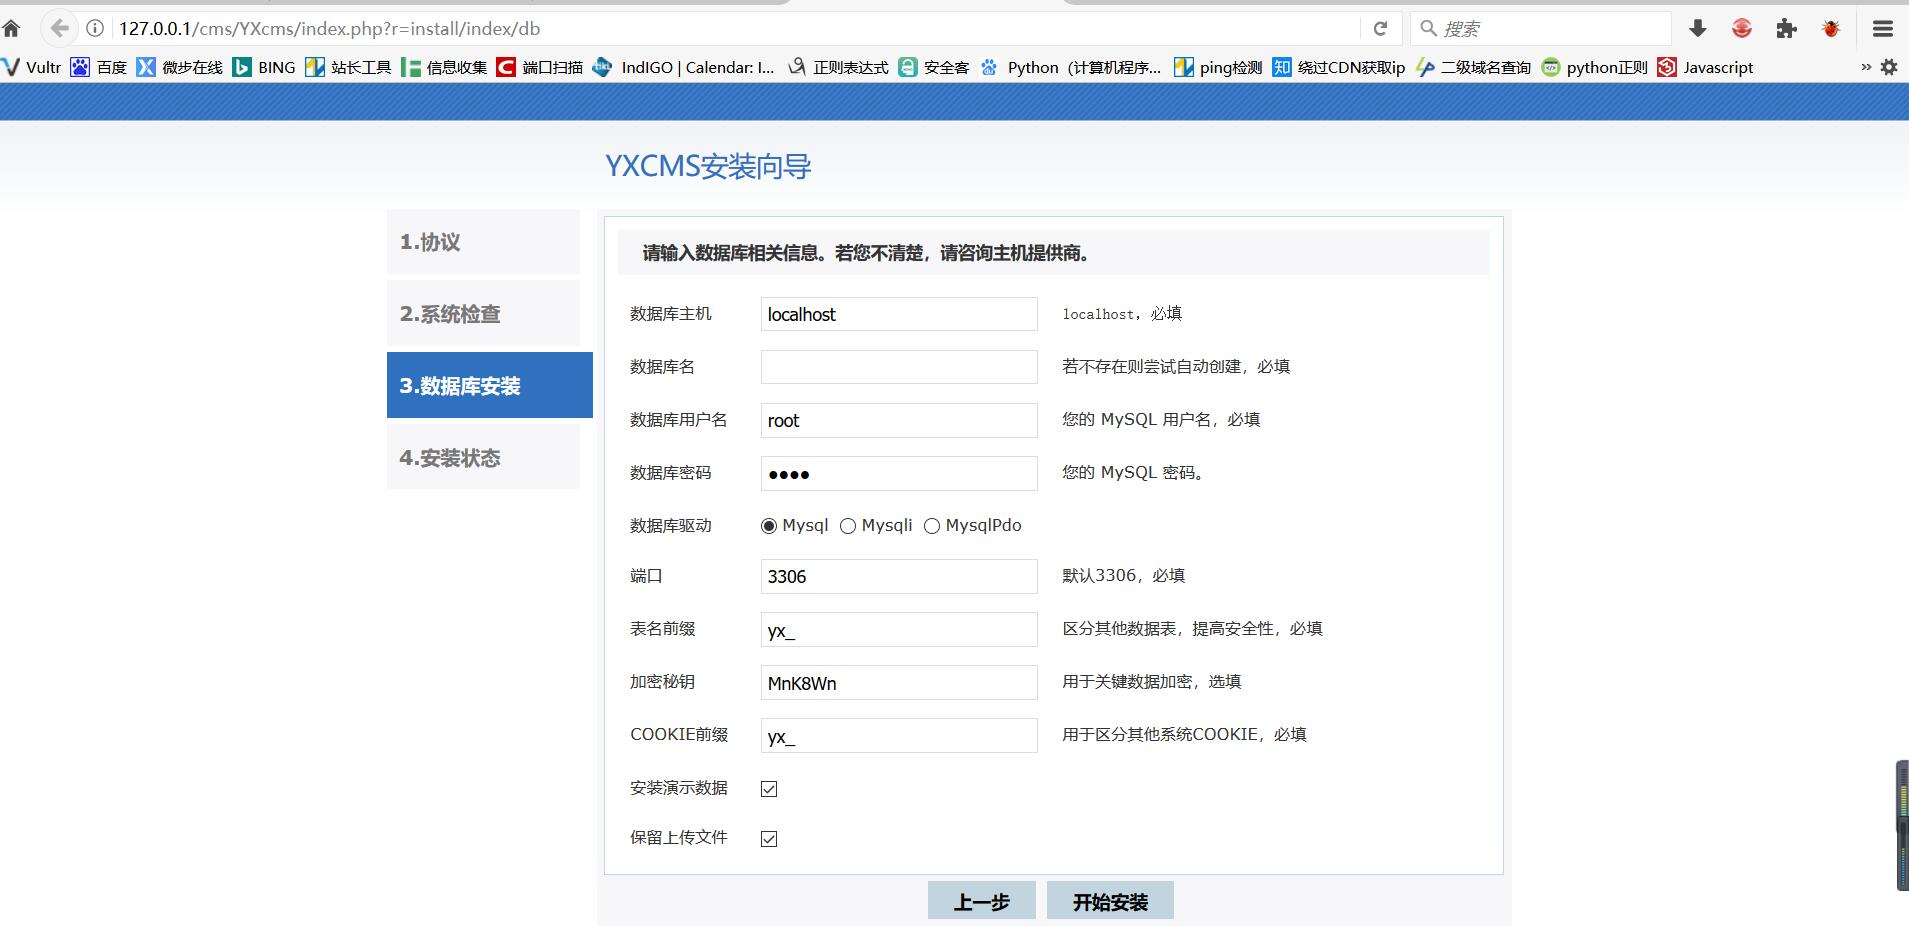 127.0.0.1/cms/YXcms/index.php?r=install/index/db
搜索
Vultr 百度 微步在线 BING 站长工具 信息收集 端口扫描 IndIGO | Calendar: I... 正则表达式 安全客 Python（计算机程序... ping检测 绕过CDN获取ip 二级域名查询 python正则 Javascript »
YXCMS安装向导
1.协议
2.系统检查
3.数据库安装
4.安装状态
请输入数据库相关信息。若您不清楚，请咨询主机提供商。
数据库主机 localhost localhost，必填
数据库名 若不存在则尝试自动创建，必填
数据库用户名 root 您的 MySQL 用户名，必填
数据库密码 ●●●● 您的 MySQL 密码。
数据库驱动 Mysql Mysqli MysqlPdo
端口 3306 默认3306，必填
表名前缀 yx_ 区分其他数据表，提高安全性，必填
加密秘钥 MnK8Wn 用于关键数据加密，选填
COOKIE前缀 yx_ 用于区分其他系统COOKIE，必填
安装演示数据
保留上传文件
上一步 开始安装